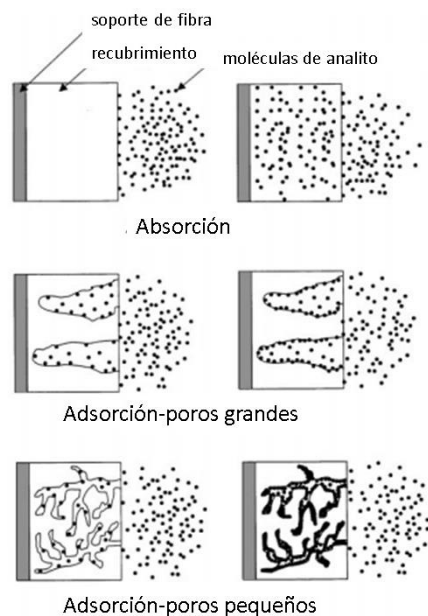 soporte de fibra
recubrimiento
moléculas de analito
Absorción
Adsorción-poros grandes
Adsorción-poros pequeños